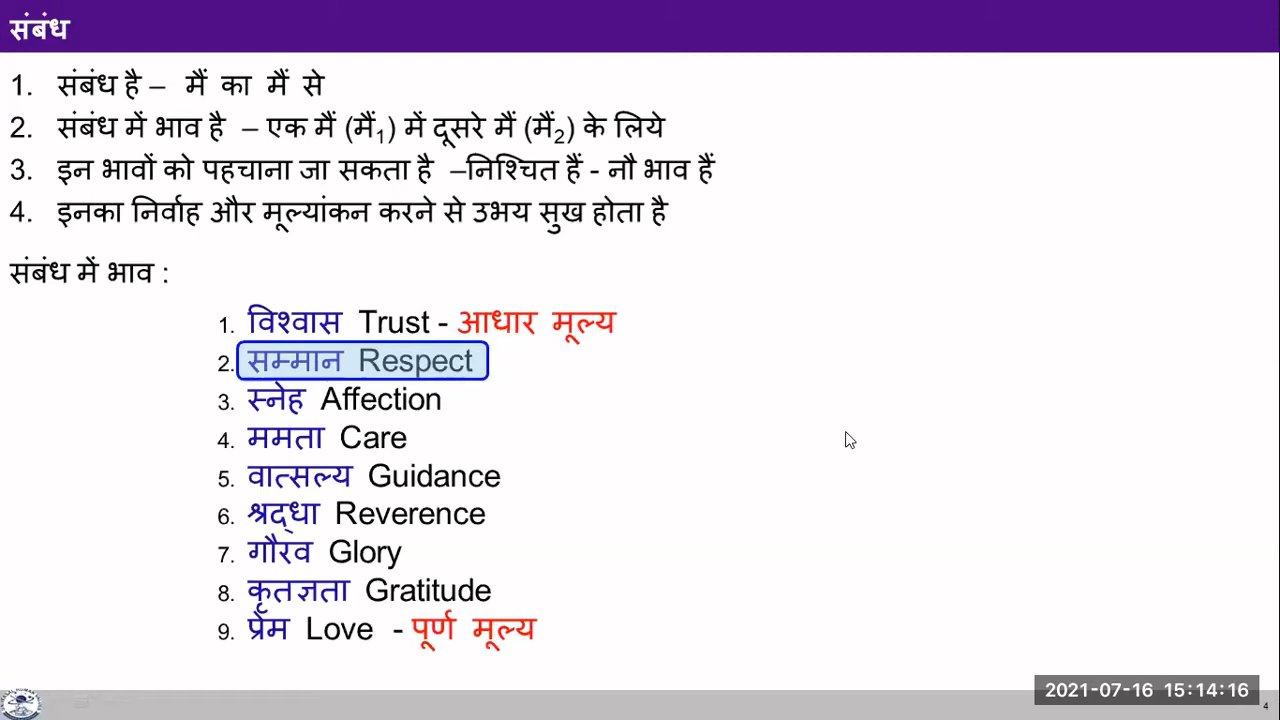 संबंध
1. संबंध है – मैं का मैं से
2. संबंध में भाव है – एक मैं (मैं₁) में दूसरे मैं (मैं₂) के लिये
3. इन भावों को पहचाना जा सकता है –निश्चित हैं - नौ भाव हैं
4. इनका निर्वाह और मूल्यांकन करने से उभय सुख होता है
संबंध में भाव :
1. विश्वास Trust - आधार मूल्य
2. सम्मान Respect
3. स्नेह Affection
4. ममता Care
5. वात्सल्य Guidance
6. श्रद्धा Reverence
7. गौरव Glory
8. कृतज्ञता Gratitude
9. प्रेम Love - पूर्ण मूल्य
2021-07-16 15:14:16
4